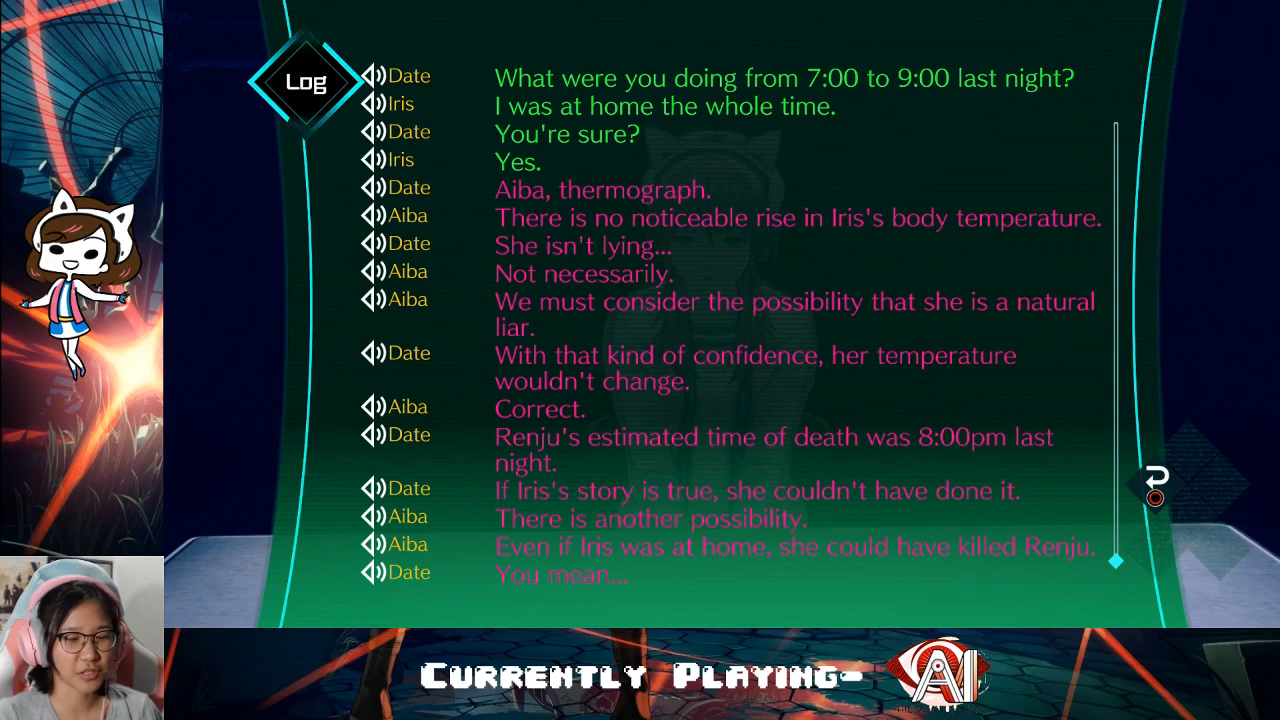 Log
Date What were you doing from 7:00 to 9:00 last night?
Iris I was at home the whole time.
Date You're sure?
Iris Yes.
Date Aiba, thermograph.
Aiba There is no noticeable rise in Iris's body temperature.
Date She isn't lying...
Aiba Not necessarily.
Aiba We must consider the possibility that she is a natural
liar.
Date With that kind of confidence, her temperature
wouldn't change.
Aiba Correct.
Date Renju's estimated time of death was 8:00pm last
night.
Date If Iris's story is true, she couldn't have done it.
Aiba There is another possibility.
Aiba Even if Iris was at home, she could have killed Renju.
Date You mean...
Currently Playing-
AI